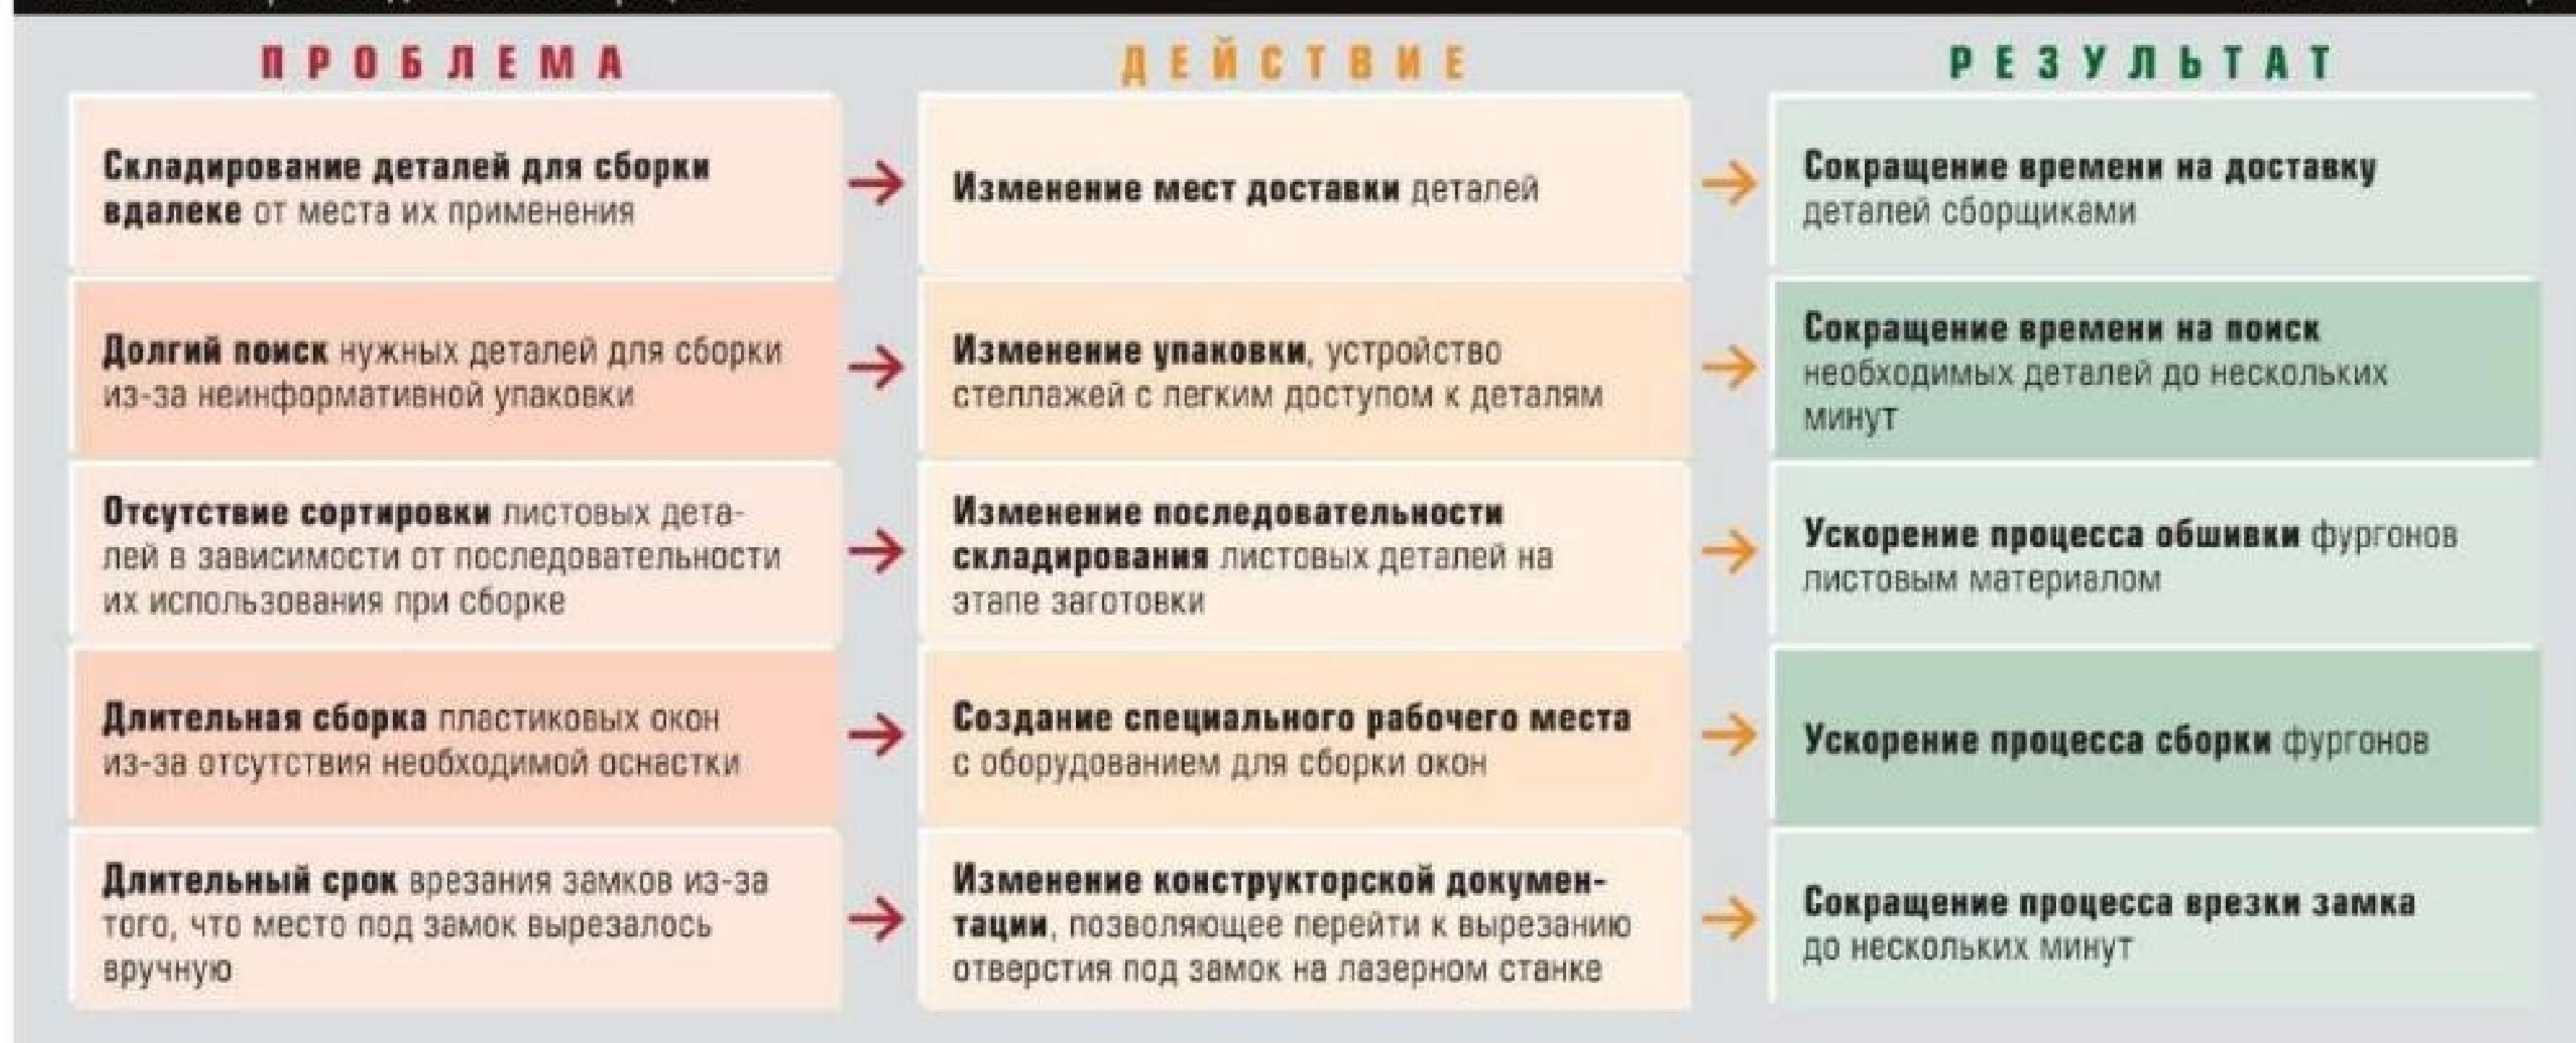 ПРОБЛЕМА
ДЕЙСТВИЕ
РЕЗУЛЬТАТ
Складирование деталей для сборки
вдалеке от места их применения
Изменение мест доставки деталей
Сокращение времени на доставку
деталей сборщиками
Долгий поиск нужных деталей для сборки
из-за неинформативной упаковки
Изменение упаковки, устройство
стеллажей с легким доступом к деталям
Сокращение времени на поиск
необходимых деталей до нескольких
минут
Отсутствие сортировки листовых дета-
лей в зависимости от последовательности
их использования при сборке
Изменение последовательности
складирования листовых деталей на
этапе заготовки
Ускорение процесса обшивки фургонов
листовым материалом
Длительная сборка пластиковых окон
из-за отсутствия необходимой оснастки
Создание специального рабочего места
с оборудованием для сборки окон
Ускорение процесса сборки фургонов
Длительный срок врезания замков из-за
того, что место под замок вырезалось
вручную
Изменение конструкторской докумен-
тации, позволяющее перейти к вырезанию
отверстия под замок на лазерном станке
Сокращение процесса врезки замка
до нескольких минут